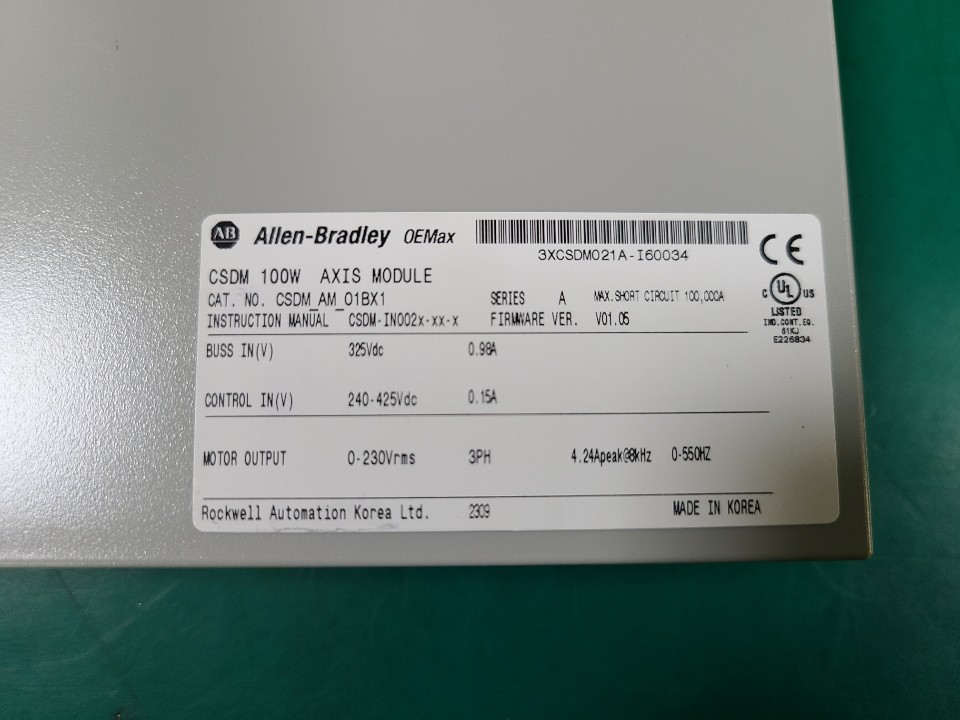 AB Allen-Bradley OEMax
3XCSDM021A-I60034
CE
CSDM 100W AXIS MODULE
CAT. NO. CSDM_AM_01BX1 SERIES A MAX.SHORT CIRCUIT 100,000A
INSTRUCTION MANUAL CSDM-IN002x-xx-x FIRMWARE VER. V01.05
C UL US
LISTED
IND.CONT.EQ.
61KJ
E226834
BUSS IN(V) 325Vdc 0.98A
CONTROL IN(V) 240-425Vdc 0.15A
MOTOR OUTPUT 0-230Vrms 3PH 4.24Apeak@8kHz 0-550HZ
Rockwell Automation Korea Ltd. 2309 MADE IN KOREA